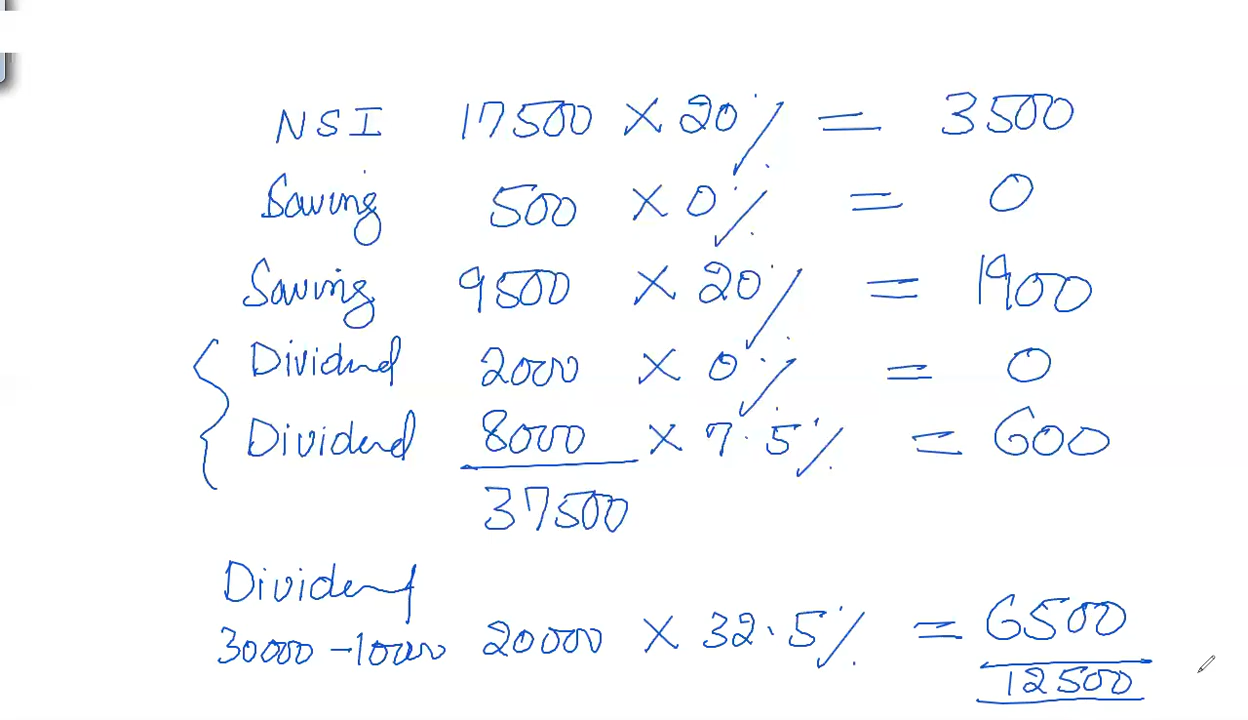 NSI 17500 × 20% = 3500
Saving 500 × 0% = 0
Saving 9500 × 20% = 1900
Dividend 2000 × 0% = 0
Dividend 8000 × 7.5% = 600
37500
Dividend
30000 - 10000 20000 × 32.5% = 6500
12500